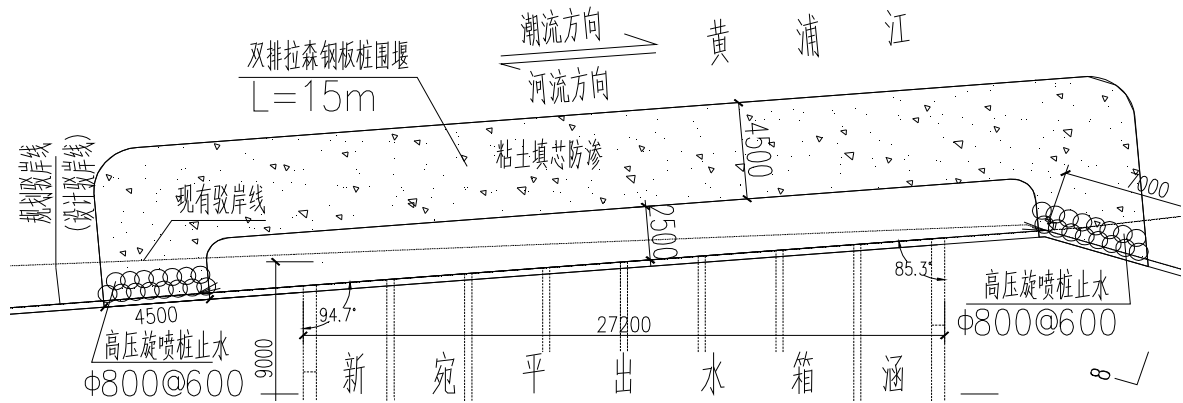 潮流方向
河流方向
黄浦江
双排拉森钢板桩围堰
L=15m
粘土填芯防渗
4500
规划驳岸线
(设计驳岸线)
现有驳岸线
7000
2500
85.3°
高压旋喷桩止水
φ800@600
4500
94.7°
27200
高压旋喷桩止水
φ800@600
9000
新宛平出水箱涵
8